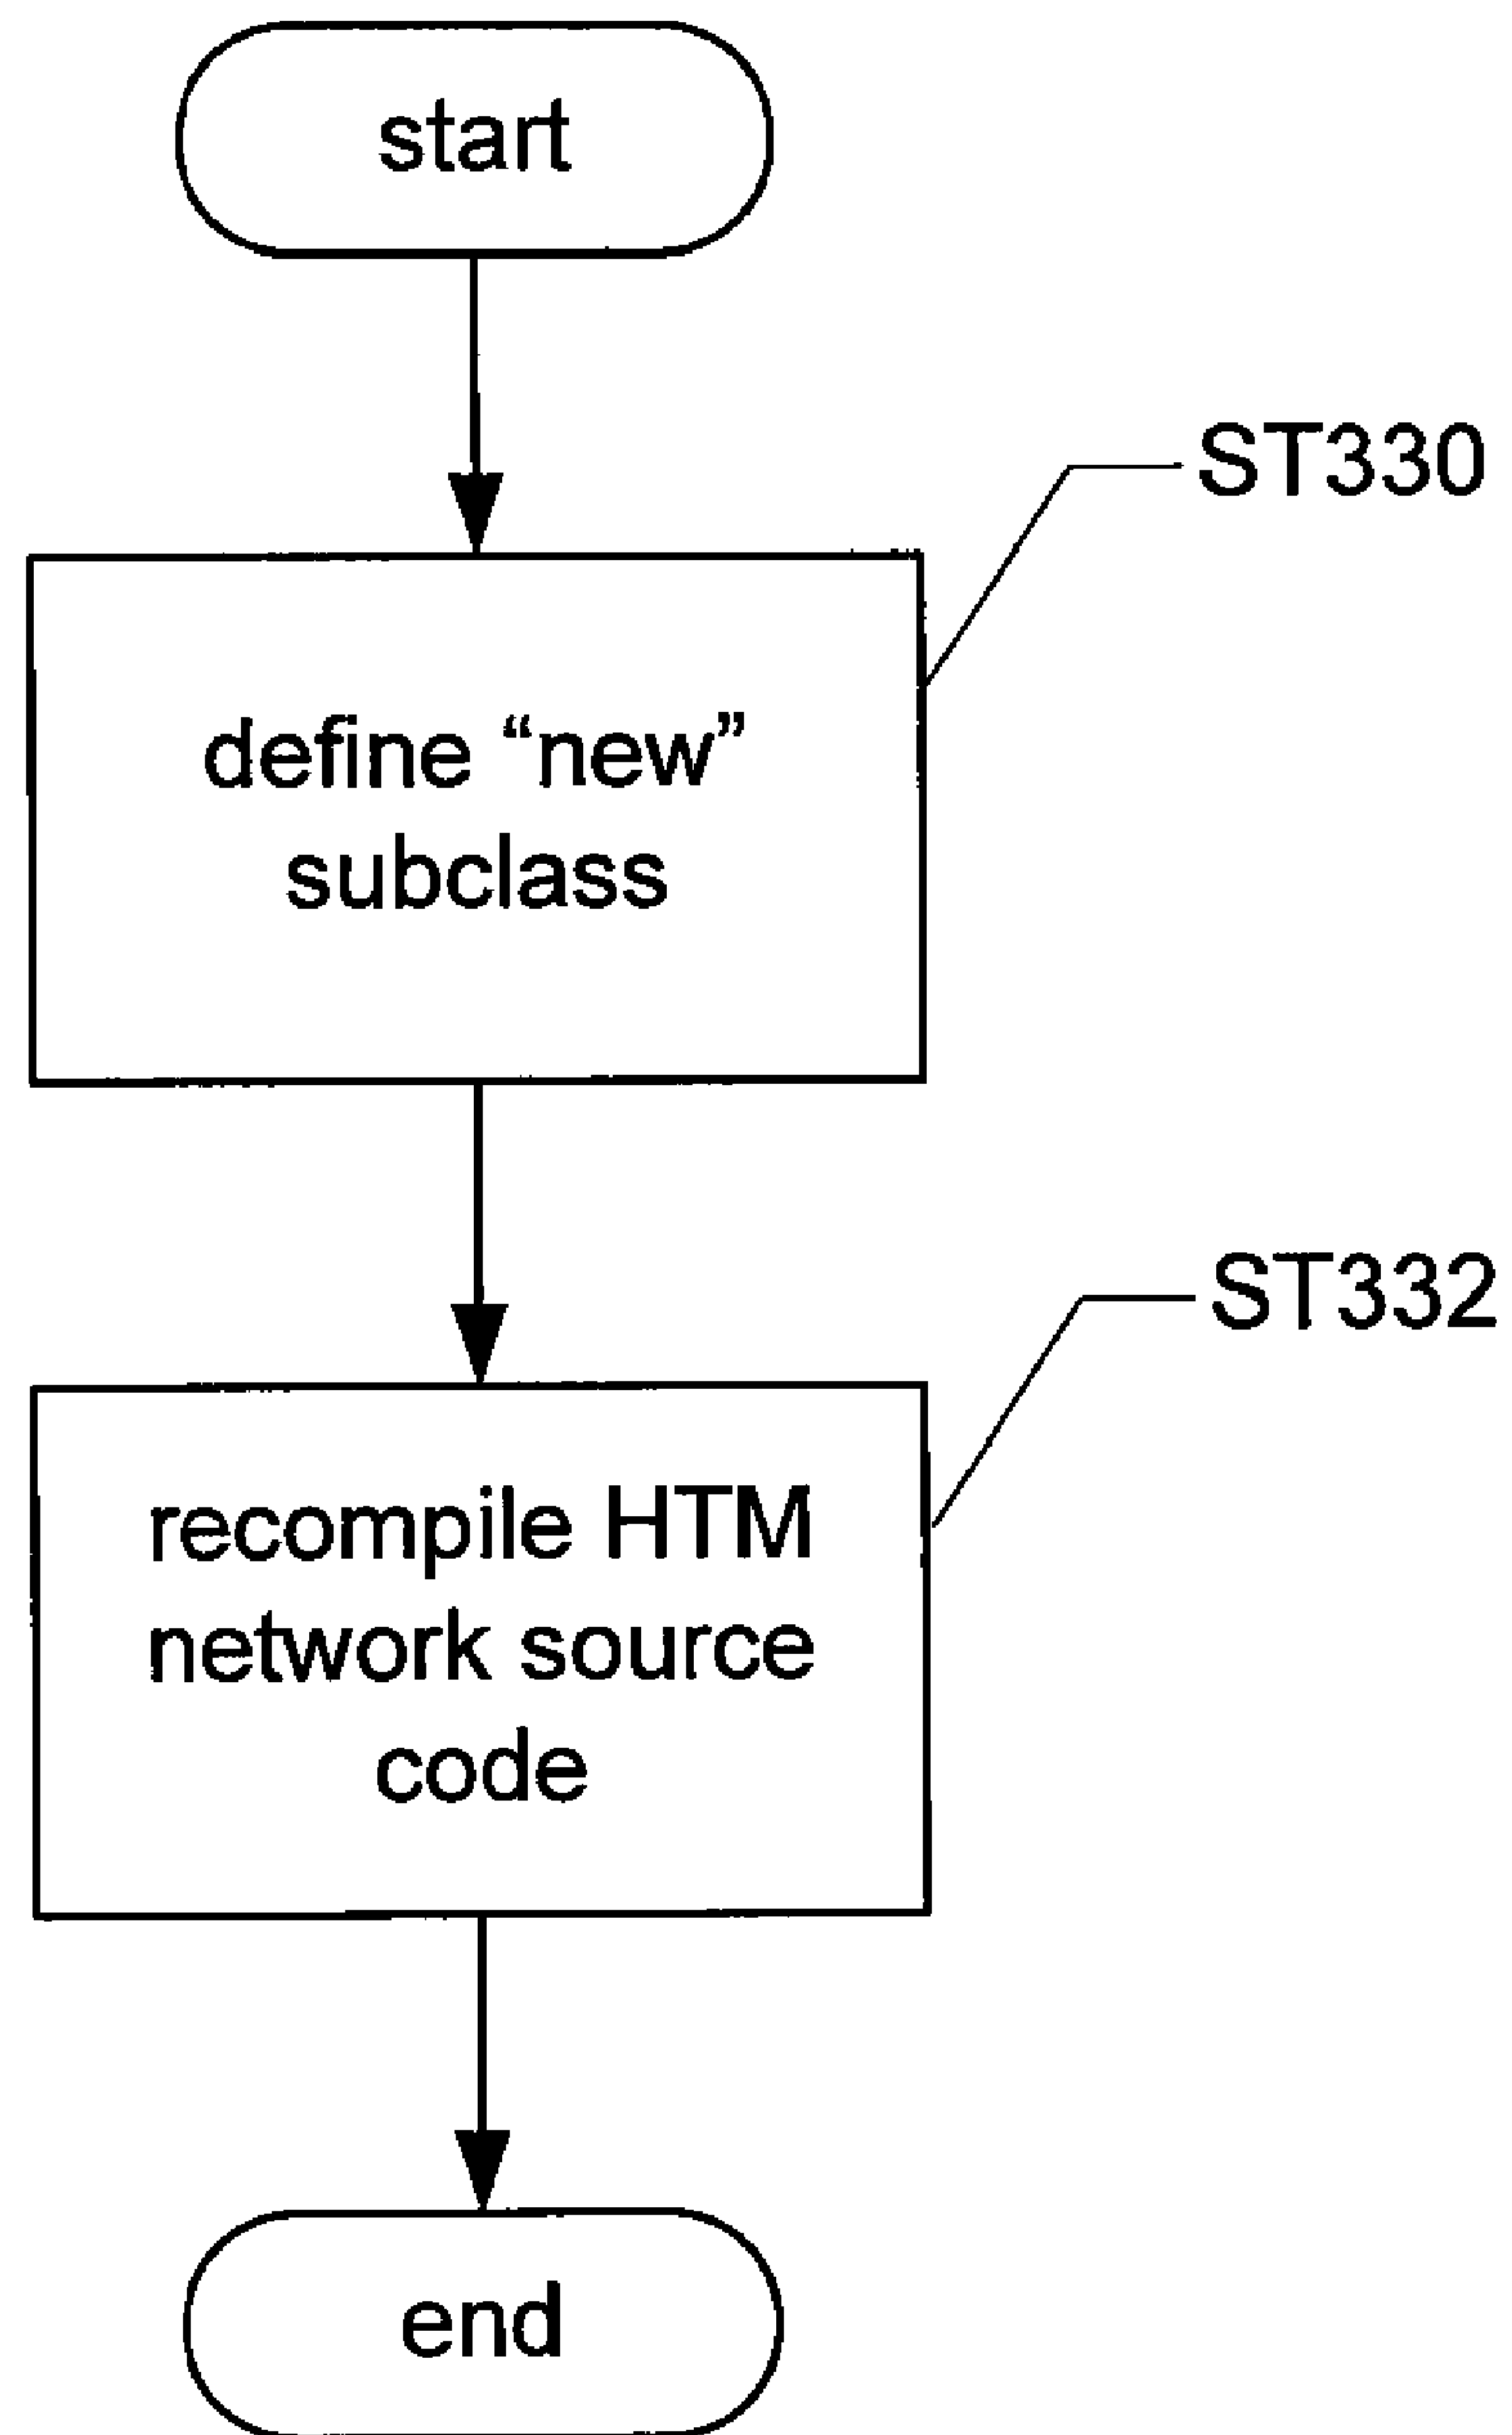 start
ST330
define “new”
subclass
ST332
recompile HTM
network source
code
end